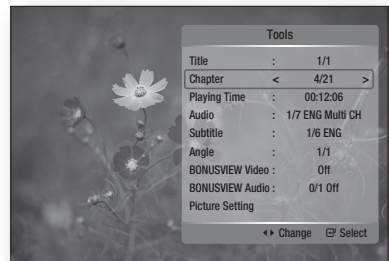 Tools
Title : 1/1
Chapter < 4/21 >
Playing Time : 00:12:06
Audio : 1/7 ENG Multi CH
Subtitle : 1/6 ENG
Angle : 1/1
BONUSVIEW Video : Off
BONUSVIEW Audio : 0/1 Off
Picture Setting
◄► Change Select